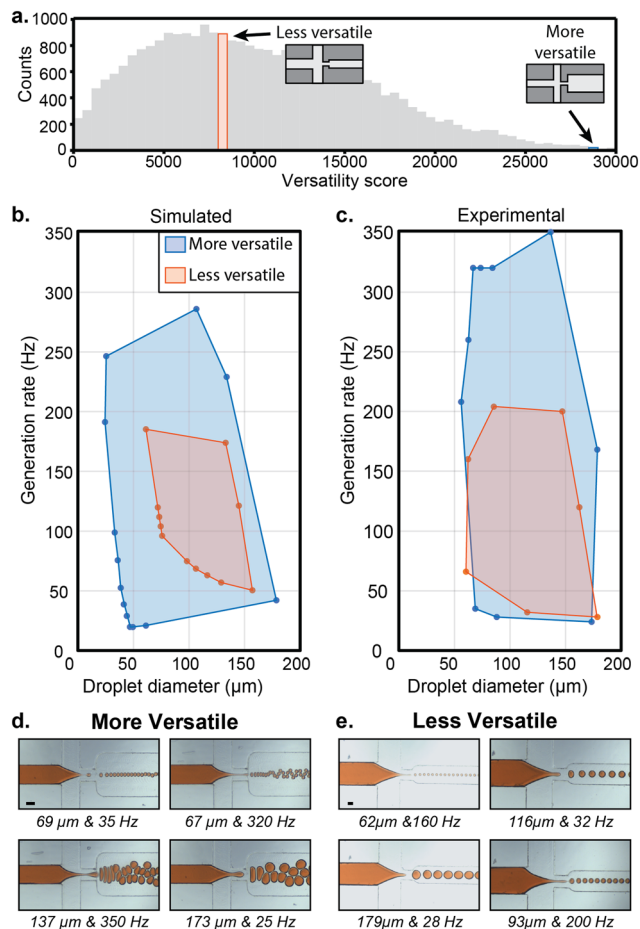 a.
1000
800
600
400
200
0
Counts
Less versatile
More
versatile
0 5000 10000 15000 20000 25000 30000
Versatility score
b. Simulated
350
300
250
200
150
100
50
0
Generation rate (Hz)
More versatile
Less versatile
0 50 100 150 200
Droplet diameter (µm)
c. Experimental
350
300
250
200
150
100
50
0
Generation rate (Hz)
0 50 100 150 200
Droplet diameter (µm)
d. More Versatile
69 µm & 35 Hz
67 µm & 320 Hz
137 µm & 350 Hz
173 µm & 25 Hz
e. Less Versatile
62µm &160 Hz
116µm & 32 Hz
179µm & 28 Hz
93µm & 200 Hz